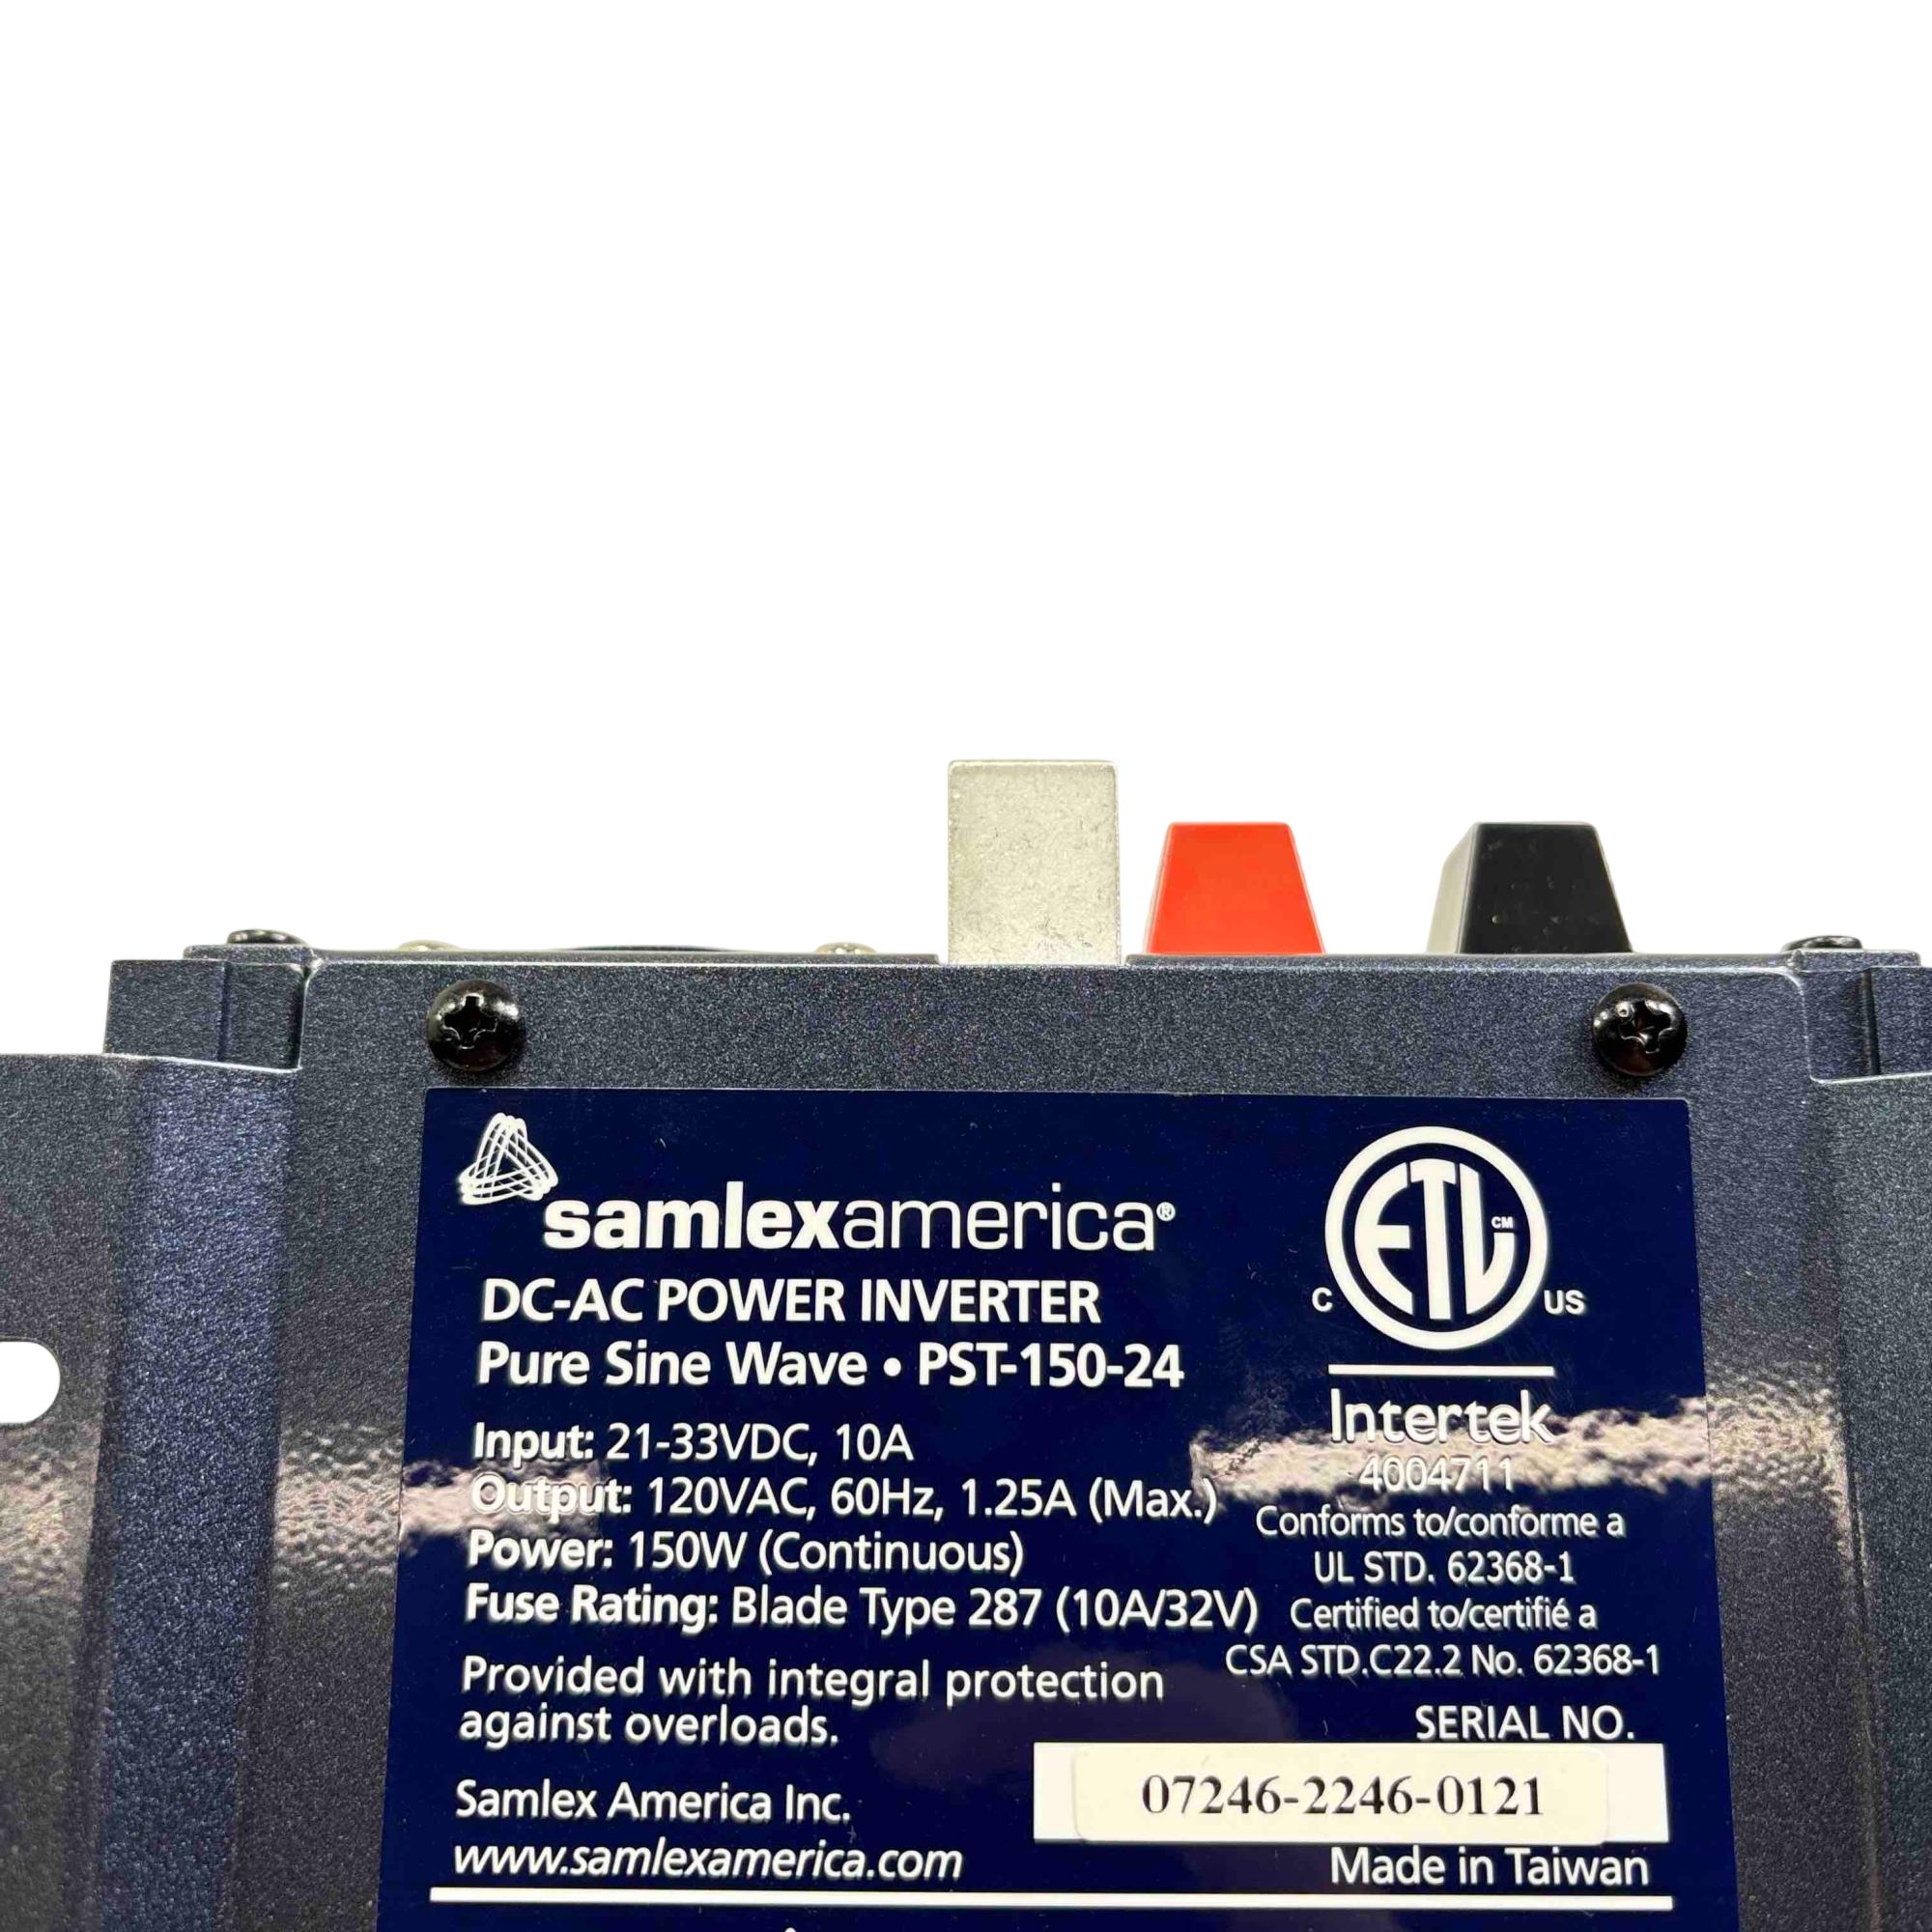 samlexamerica®
DC-AC POWER INVERTER
Pure Sine Wave • PST-150-24
Input: 21-33VDC, 10A
Output: 120VAC, 60Hz, 1.25A (Max.)
Power: 150W (Continuous)
Fuse Rating: Blade Type 287 (10A/32V)
Provided with integral protection
against overloads.
Samlex America Inc.
www.samlexamerica.com
ETL CM
C US
Intertek
4004711
Conforms to/conforme a
UL STD. 62368-1
Certified to/certifié a
CSA STD.C22.2 No. 62368-1
SERIAL NO.
07246-2246-0121
Made in Taiwan